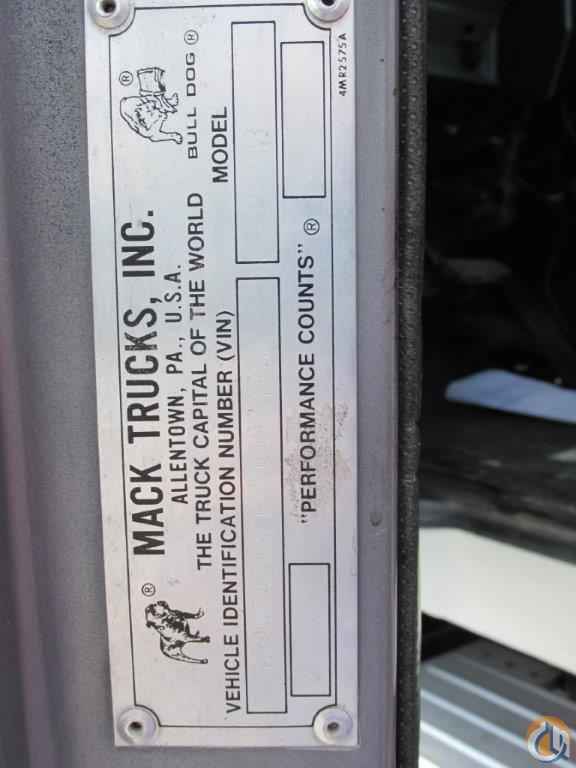 MACK TRUCKS, INC.
ALLENTOWN, PA., U.S.A.
THE TRUCK CAPITAL OF THE WORLD
® ®
BULL DOG ®
VEHICLE IDENTIFICATION NUMBER (VIN) MODEL
"PERFORMANCE COUNTS" ®
4MR2575A